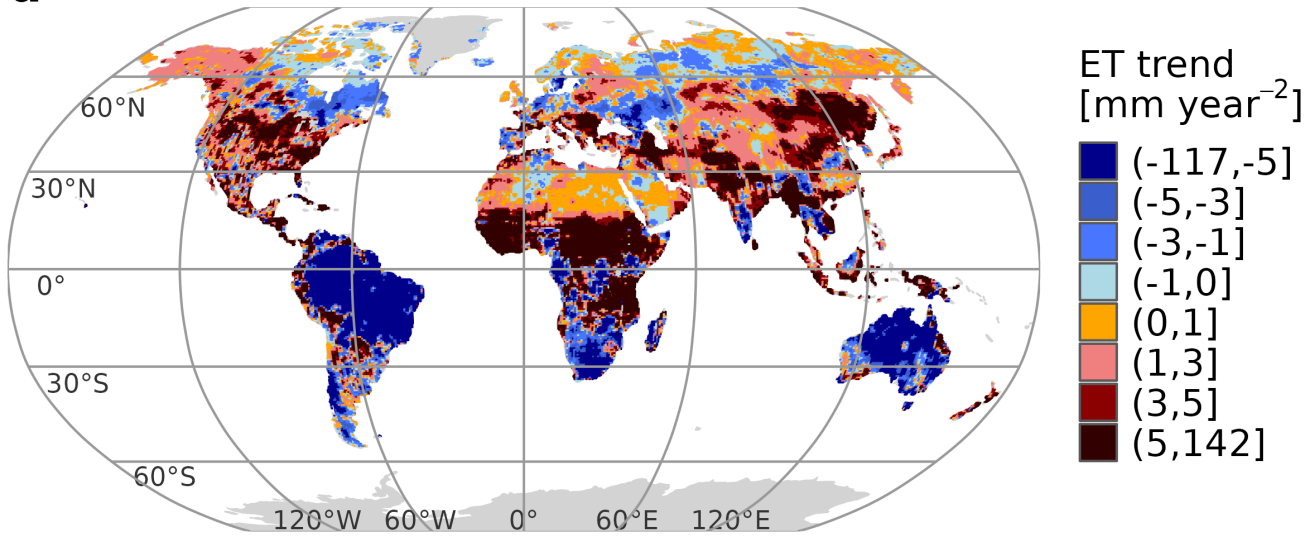 60°N
30°N
0°
30°S
60°S
120°W 60°W 0° 60°E 120°E
ET trend
[mm year⁻²]
(-117,-5]
(-5,-3]
(-3,-1]
(-1,0]
(0,1]
(1,3]
(3,5]
(5,142]